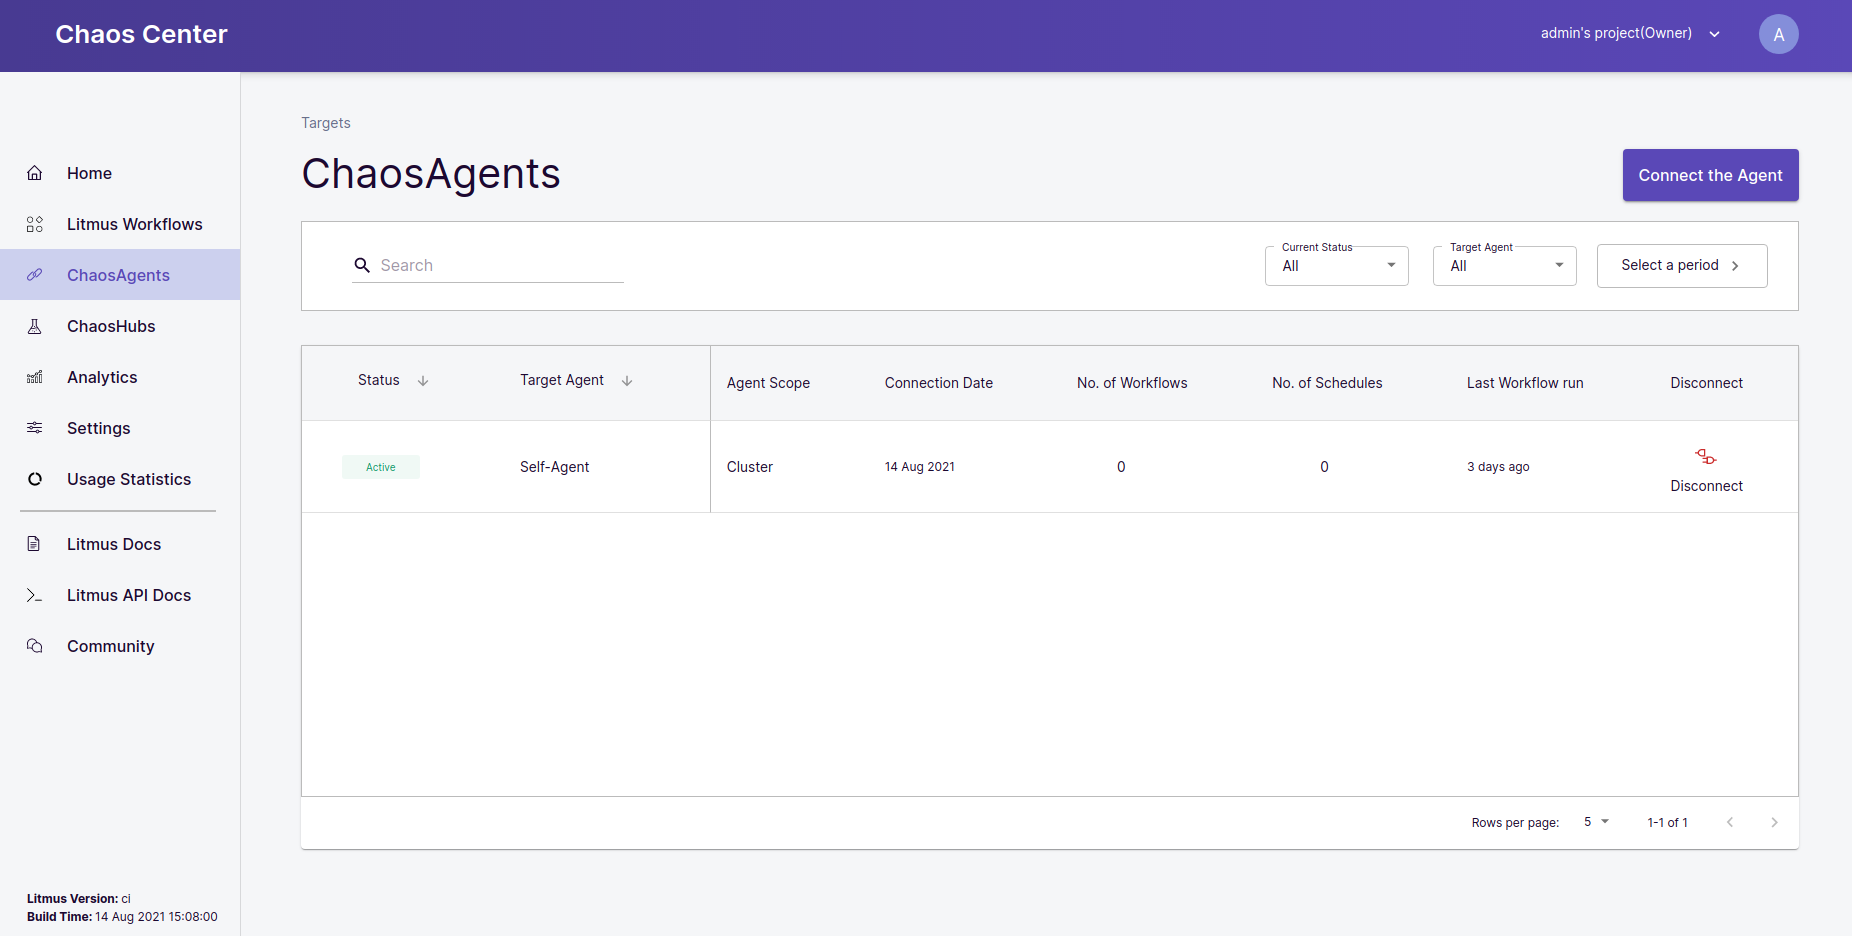 Chaos Center
admin's project(Owner)
A
Home
Litmus Workflows
ChaosAgents
ChaosHubs
Analytics
Settings
Usage Statistics
Litmus Docs
Litmus API Docs
Community
Litmus Version: ci
Build Time: 14 Aug 2021 15:08:00
Targets
ChaosAgents
Connect the Agent
Search
Current Status
All
Target Agent
All
Select a period
Status Target Agent Agent Scope Connection Date No. of Workflows No. of Schedules Last Workflow run Disconnect
Active Self-Agent Cluster 14 Aug 2021 0 0 3 days ago Disconnect
Rows per page: 5 1-1 of 1